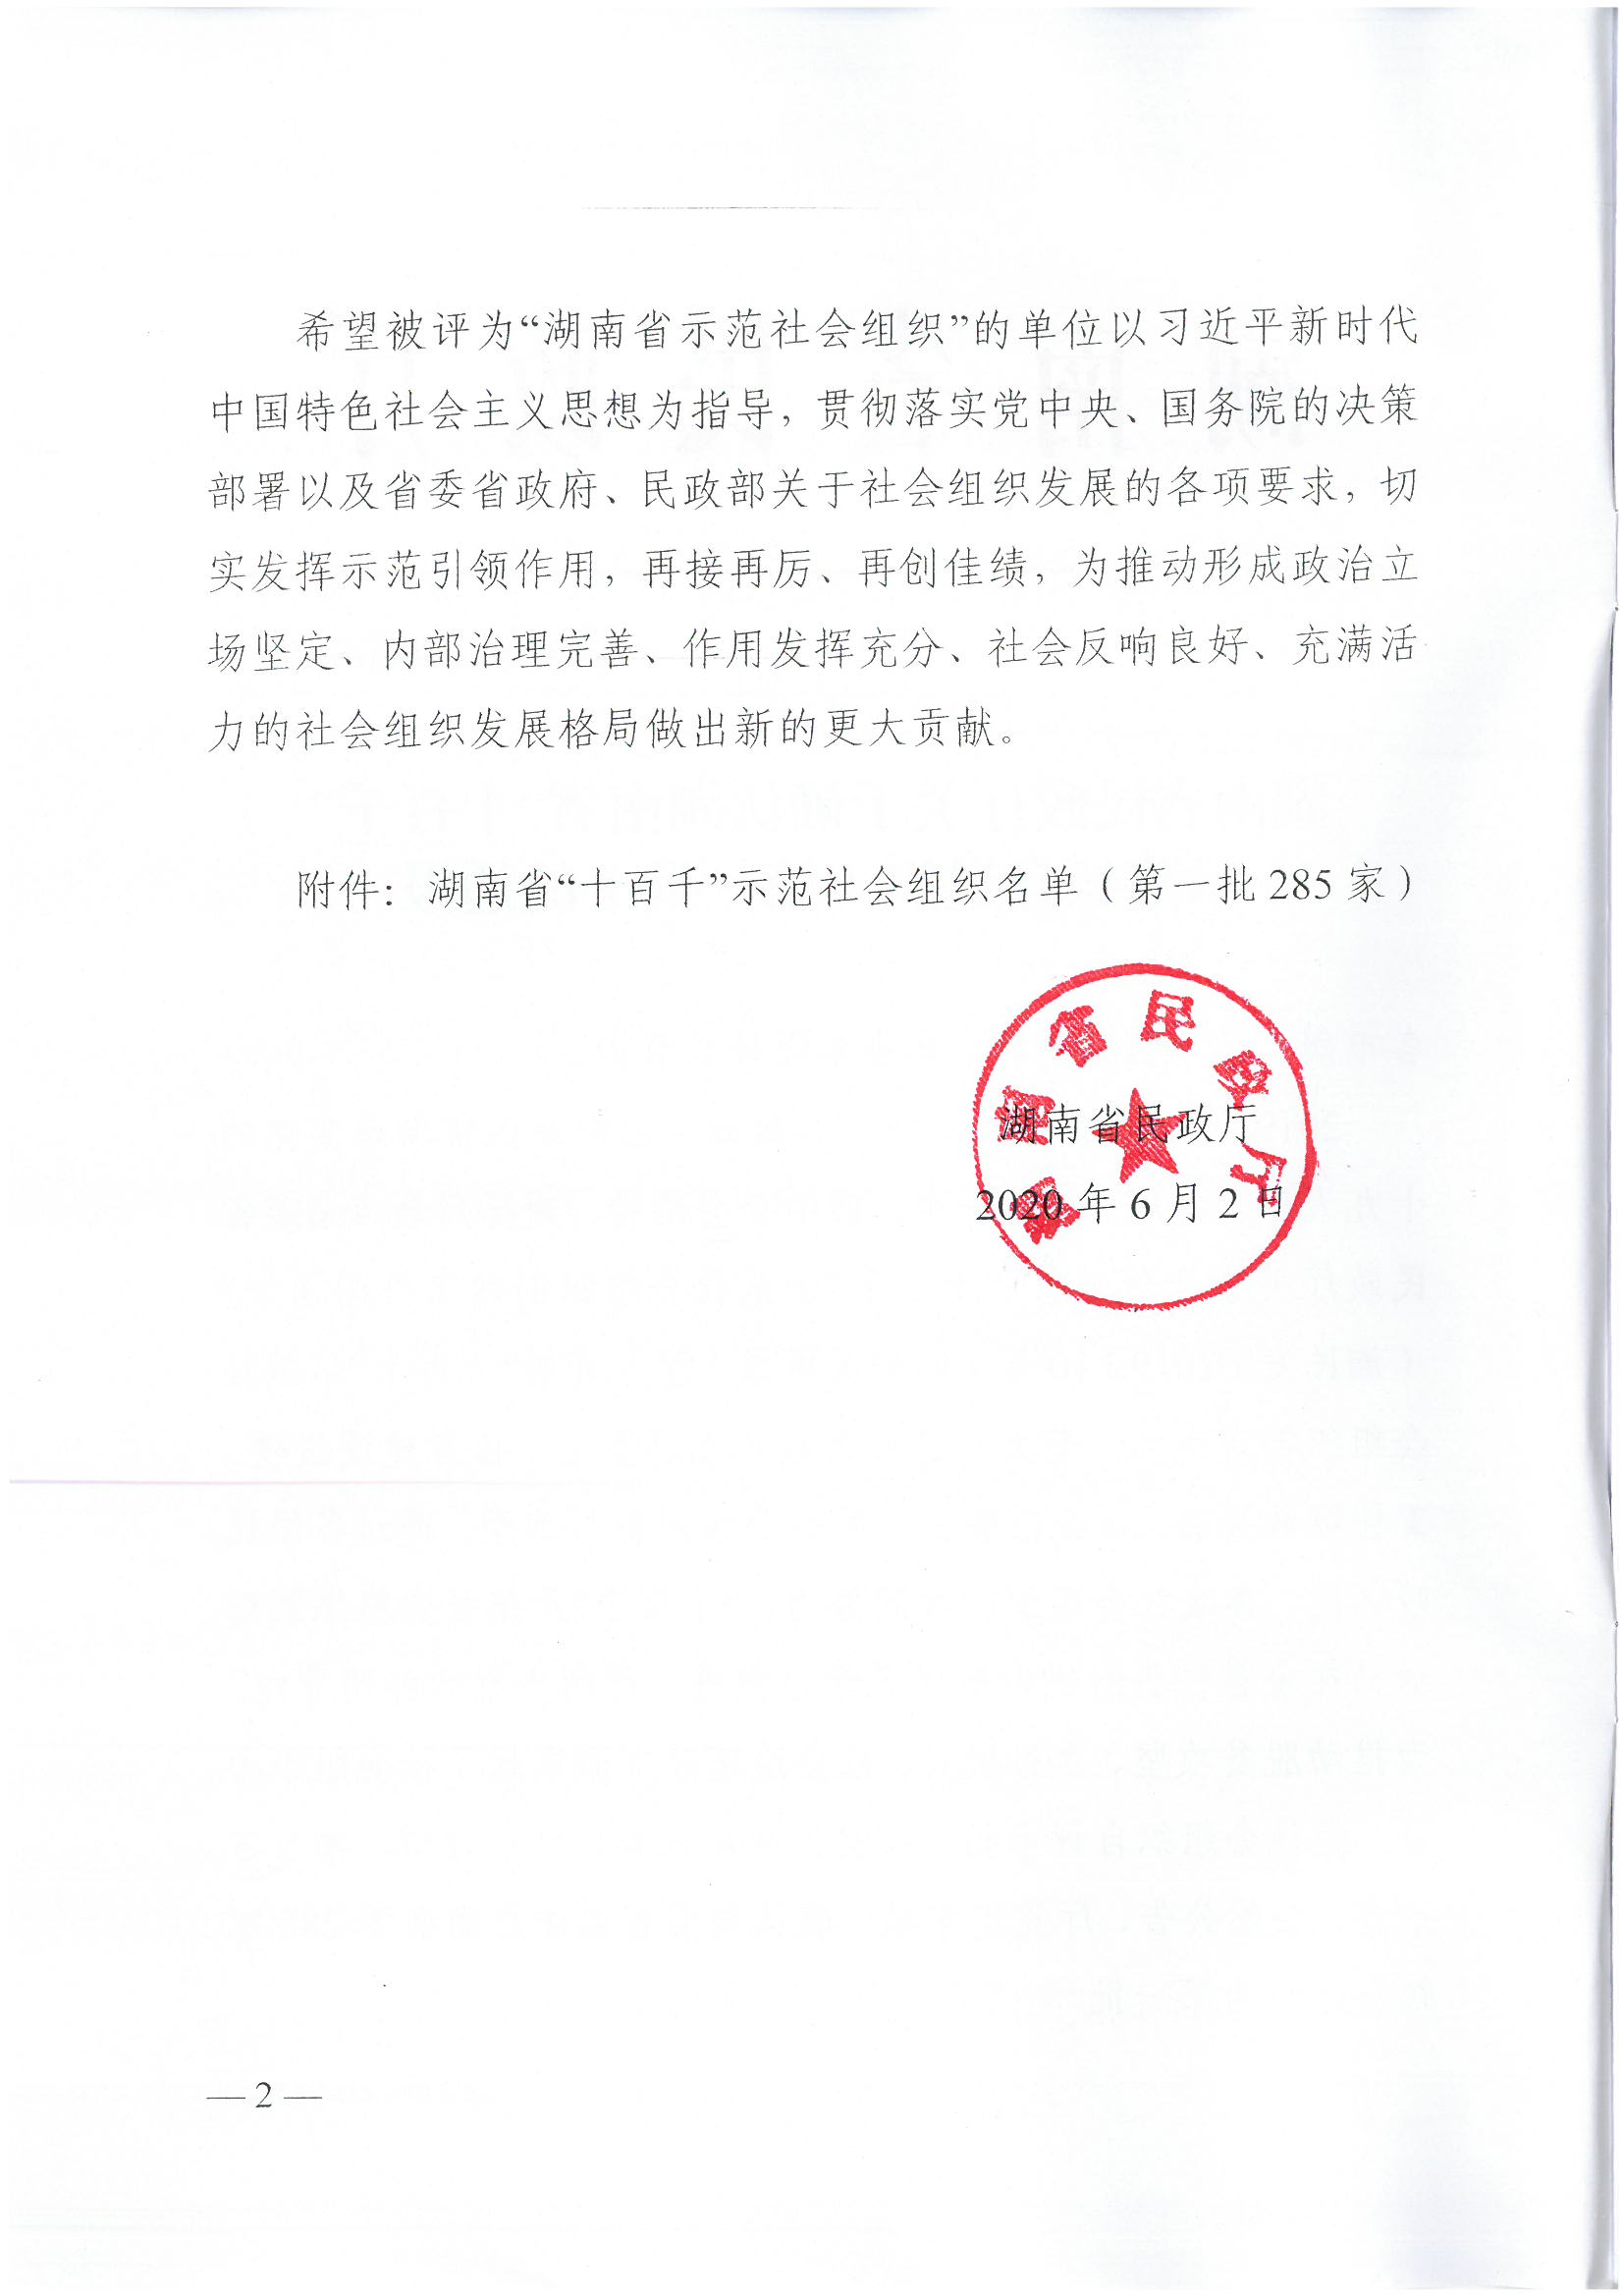 希望被评为“湖南省示范社会组织”的单位以习近平新时代
中国特色社会主义思想为指导，贯彻落实党中央、国务院的决策
部署以及省委省政府、民政部关于社会组织发展的各项要求，切
实发挥示范引领作用，再接再厉、再创佳绩，为推动形成政治立
场坚定、内部治理完善、作用发挥充分、社会反响良好、充满活
力的社会组织发展格局做出新的更大贡献。
附件：湖南省“十百千”示范社会组织名单（第一批285家）
湖南省民政厅
湖南省民政厅
2020年6月2日
—2—